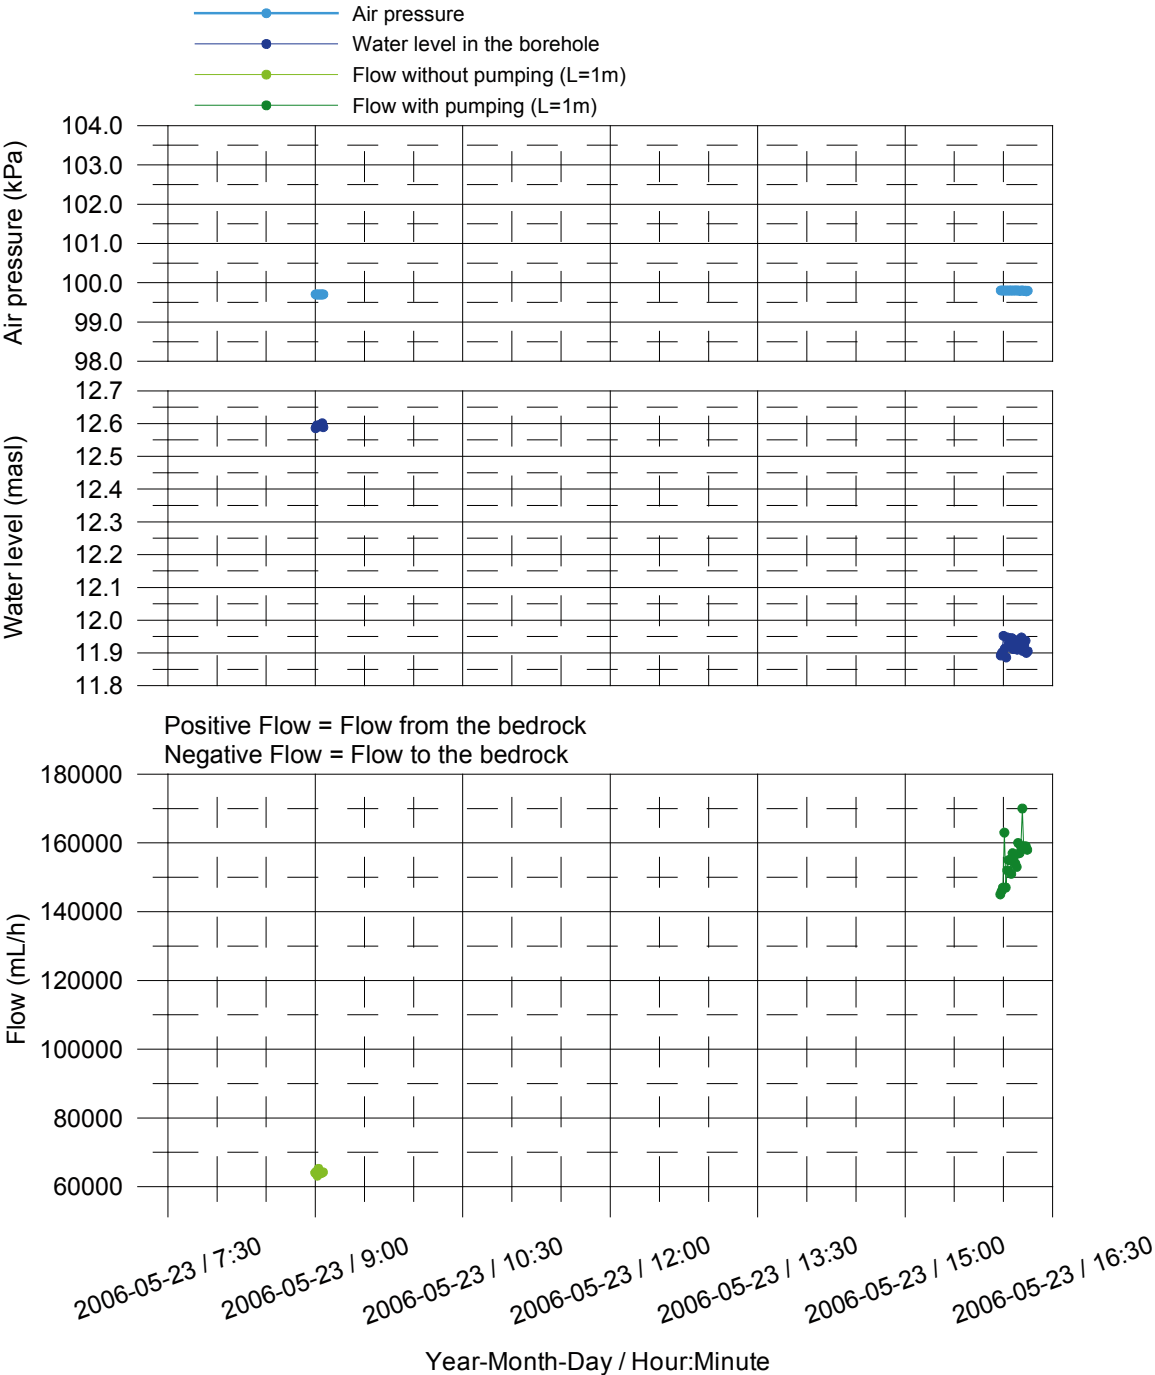 Air pressure
Water level in the borehole
Flow without pumping (L=1m)
Flow with pumping (L=1m)
Air pressure (kPa)
104.0
103.0
102.0
101.0
100.0
99.0
98.0
Water level (masl)
12.7
12.6
12.5
12.4
12.3
12.2
12.1
12.0
11.9
11.8
Positive Flow = Flow from the bedrock
Negative Flow = Flow to the bedrock
Flow (mL/h)
180000
160000
140000
120000
100000
80000
60000
2006-05-23 / 7:30
2006-05-23 / 9:00
2006-05-23 / 10:30
2006-05-23 / 12:00
2006-05-23 / 13:30
2006-05-23 / 15:00
2006-05-23 / 16:30
Year-Month-Day / Hour:Minute